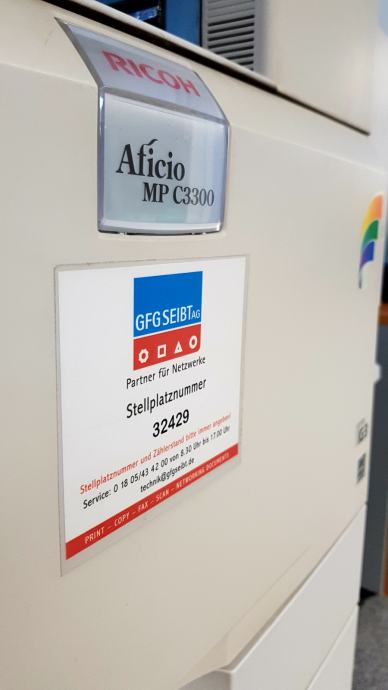 RICOH
Aficio
MP C3300
GFG SEIBT AG
Partner für Netzwerke
Stellplatznummer
32429
Stellplatznummer und Zählerstand bitte immer angeben!
Service: 0 18 05/43 42 00 von 8.30 Uhr bis 17.00 Uhr
technik@gfgseibt.de
PRINT – COPY – FAX – SCAN – NETWORKING DOCUMENTS